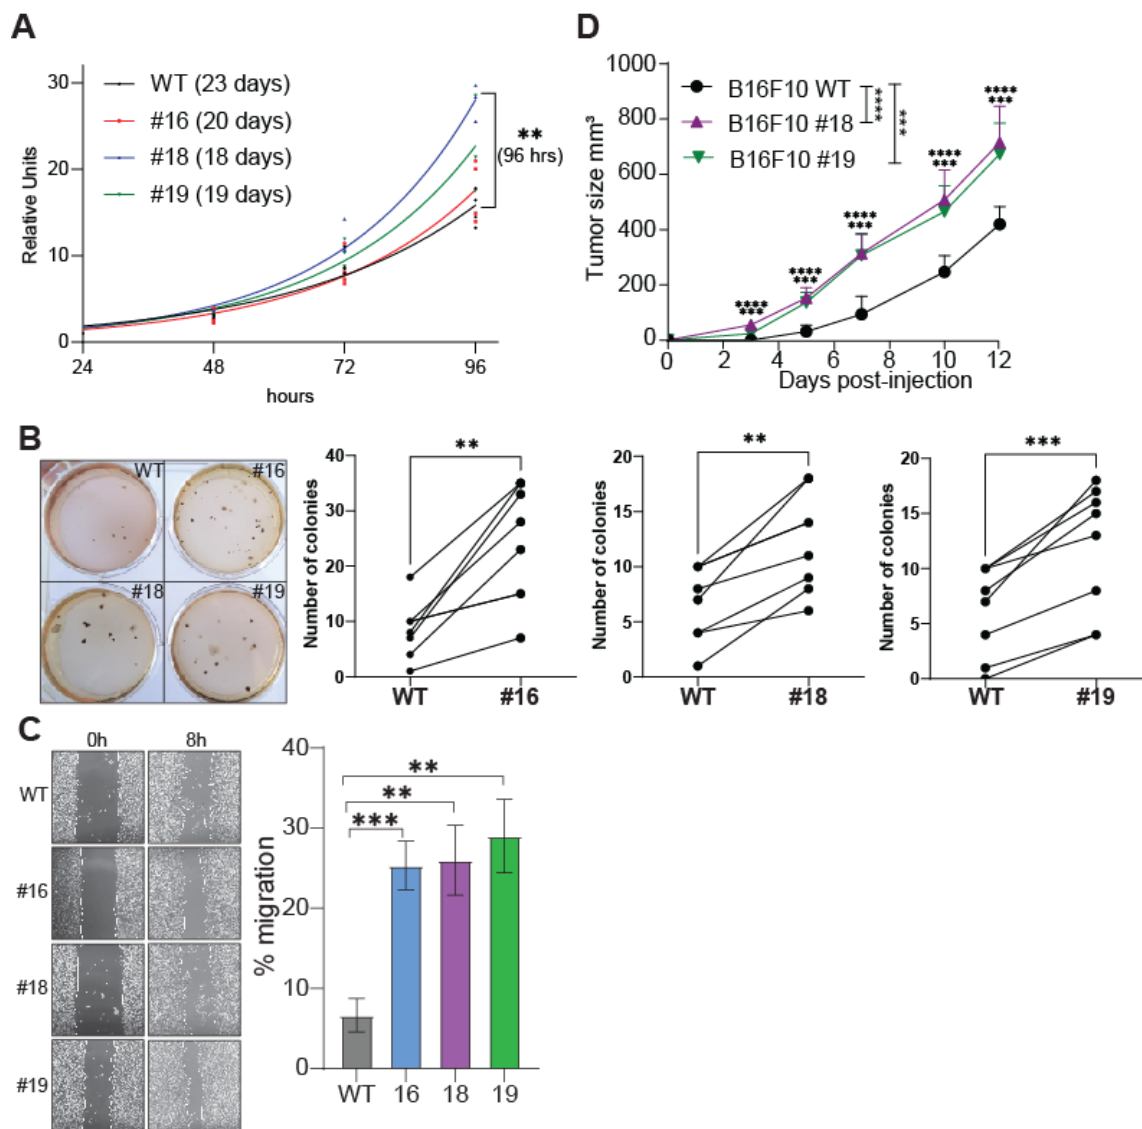 A
30
20
10
0
Relative Units
WT (23 days)
#16 (20 days)
#18 (18 days)
#19 (19 days)
**
(96 hrs)
24 48 72 96
hours
D
1000
800
600
400
200
0
Tumor size mm³
B16F10 WT
B16F10 #18
B16F10 #19
****
***
****
***
****
***
****
***
****
***
****
***
0 2 4 6 8 10 12
Days post-injection
B
WT
#16
#18
#19
40
30
20
10
0
Number of colonies
**
WT #16
20
15
10
5
0
Number of colonies
**
WT #18
20
15
10
5
0
Number of colonies
***
WT #19
C
0h 8h
WT
#16
#18
#19
40
30
20
10
0
% migration
**
**
***
WT 16 18 19